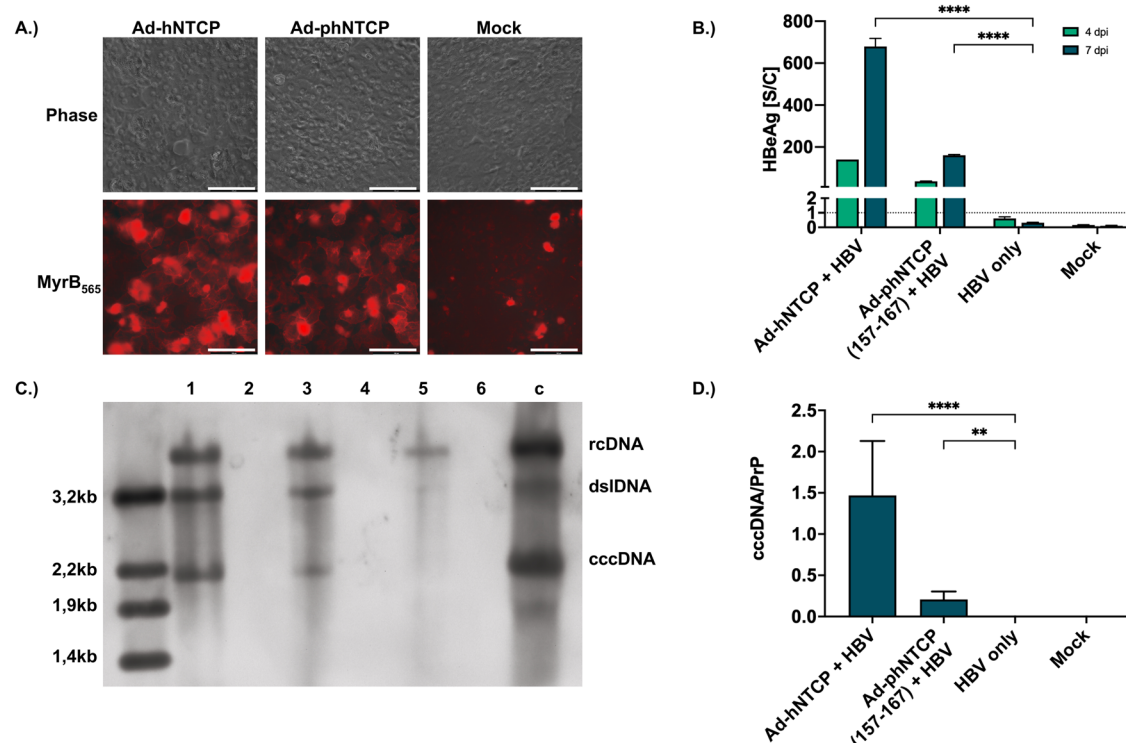 A.)
Ad-hNTCP
Ad-phNTCP
Mock
Phase
MyrB565
B.)
****
****
4 dpi
7 dpi
HBeAg [S/C]
800
600
400
200
2
1
0
Ad-hNTCP + HBV
Ad-phNTCP
(157-167) + HBV
HBV only
Mock
C.)
1 2 3 4 5 6 c
rcDNA
3,2kb
dslDNA
2,2kb
cccDNA
1,9kb
1,4kb
D.)
****
**
cccDNA/PrP
2.5
2.0
1.5
1.0
0.5
0.0
Ad-hNTCP + HBV
Ad-phNTCP
(157-167) + HBV
HBV only
Mock